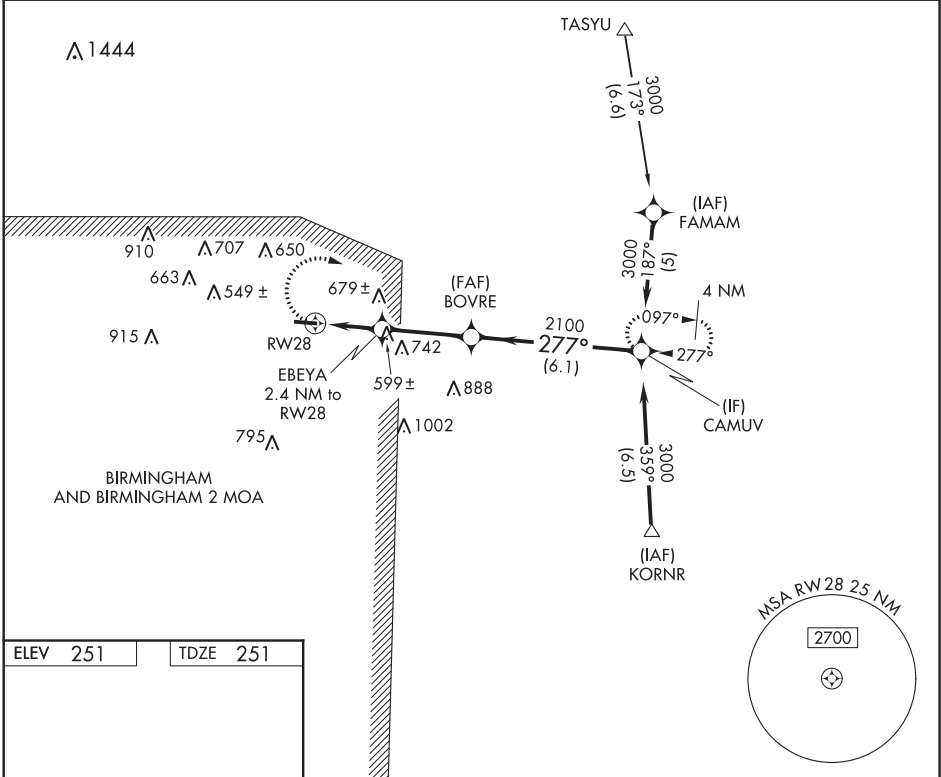 1444
TASYU
3000
173°
(6.6)
(IAF)
FAMAM
3000
187°
(5)
4 NM
097°
277°
910
707
650
663
549 ±
679 ±
(FAF)
BOVRE
2100
277°
(6.1)
915
RW28
742
EBEYA
2.4 NM to
RW28
599 ±
888
(IF)
CAMUV
1002
795
3000
359°
(6.5)
BIRMINGHAM
AND BIRMINGHAM 2 MOA
(IAF)
KORNR
MSA RW28 25 NM
2700
ELEV 251
TDZE 251